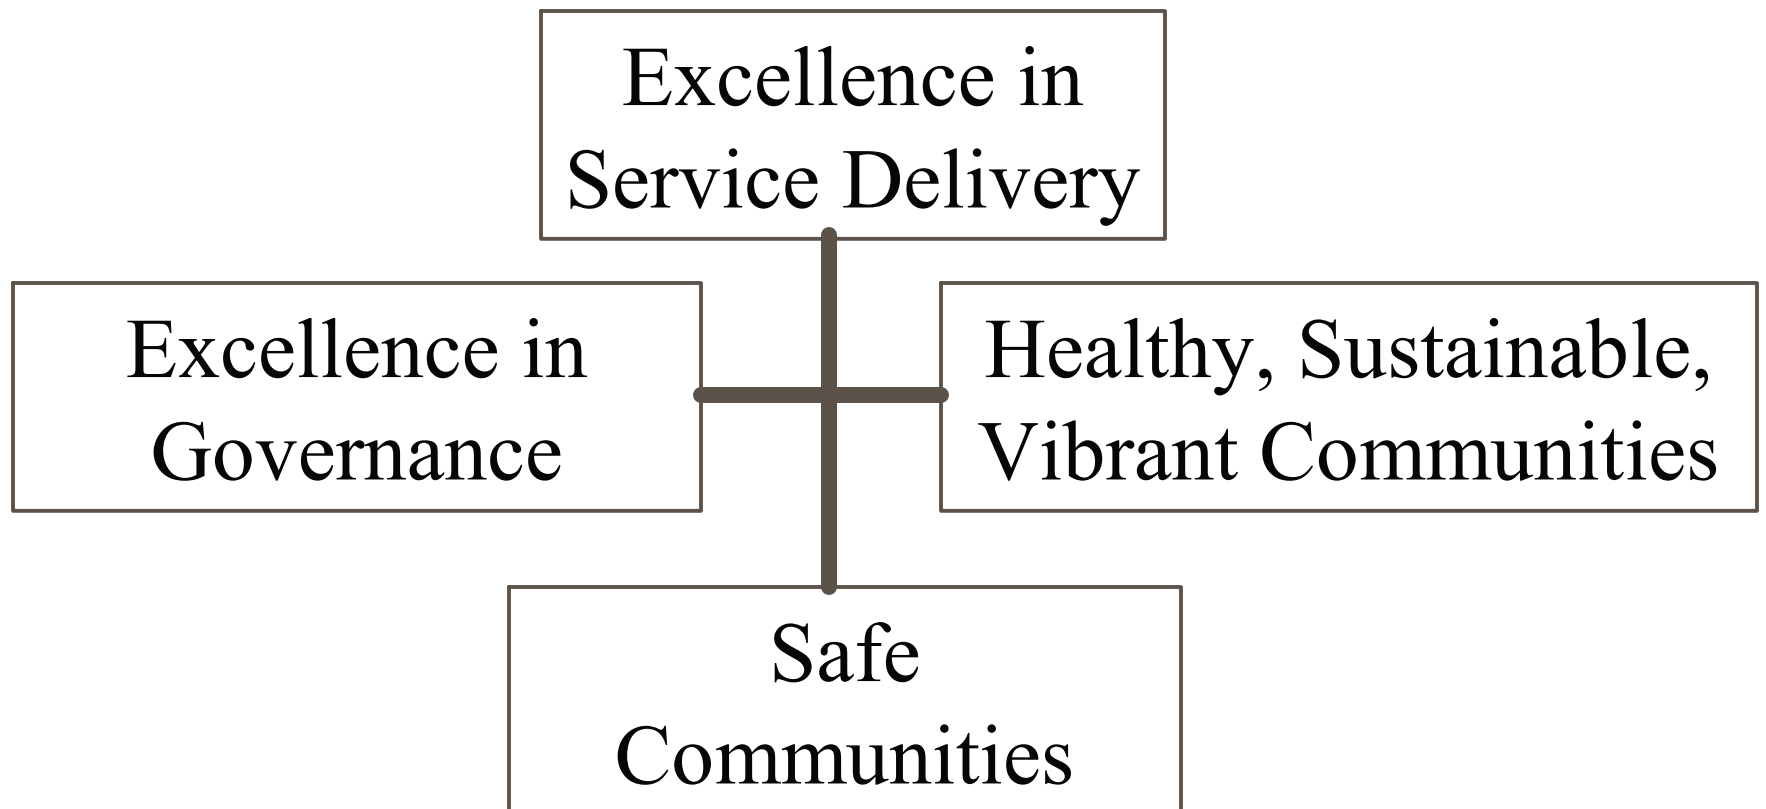 Excellence in
Service Delivery
Excellence in
Governance
Healthy, Sustainable,
Vibrant Communities
Safe
Communities